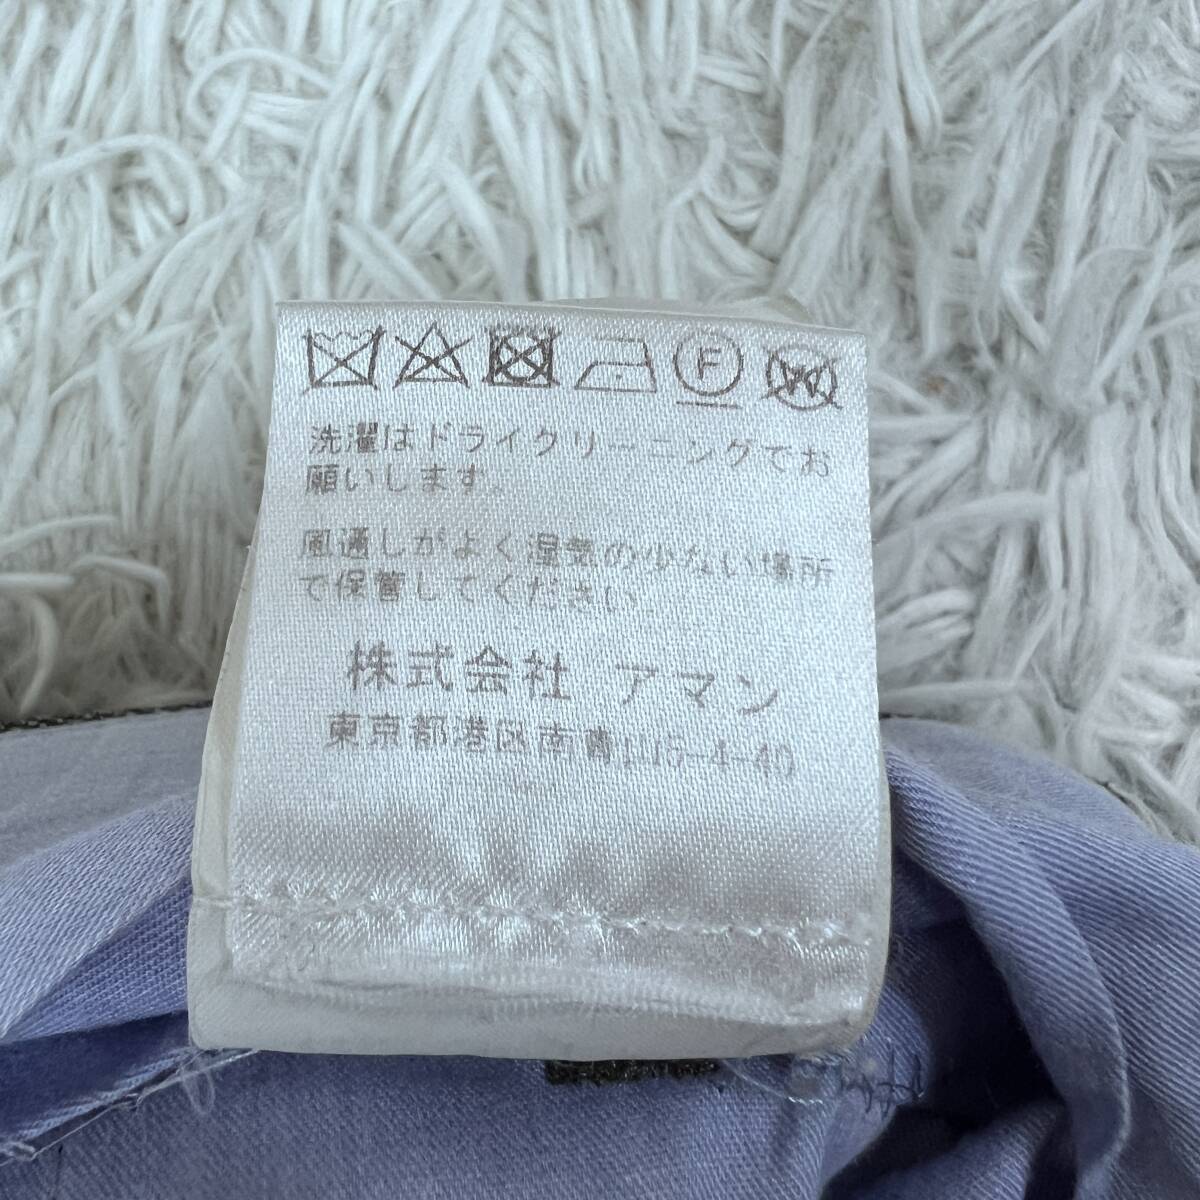 F
W
洗濯はドライクリーニングでお
願いします。
風通しがよく湿気の少ない場所
で保管してください。
株式会社 アマン
東京都港区南青山5-4-40